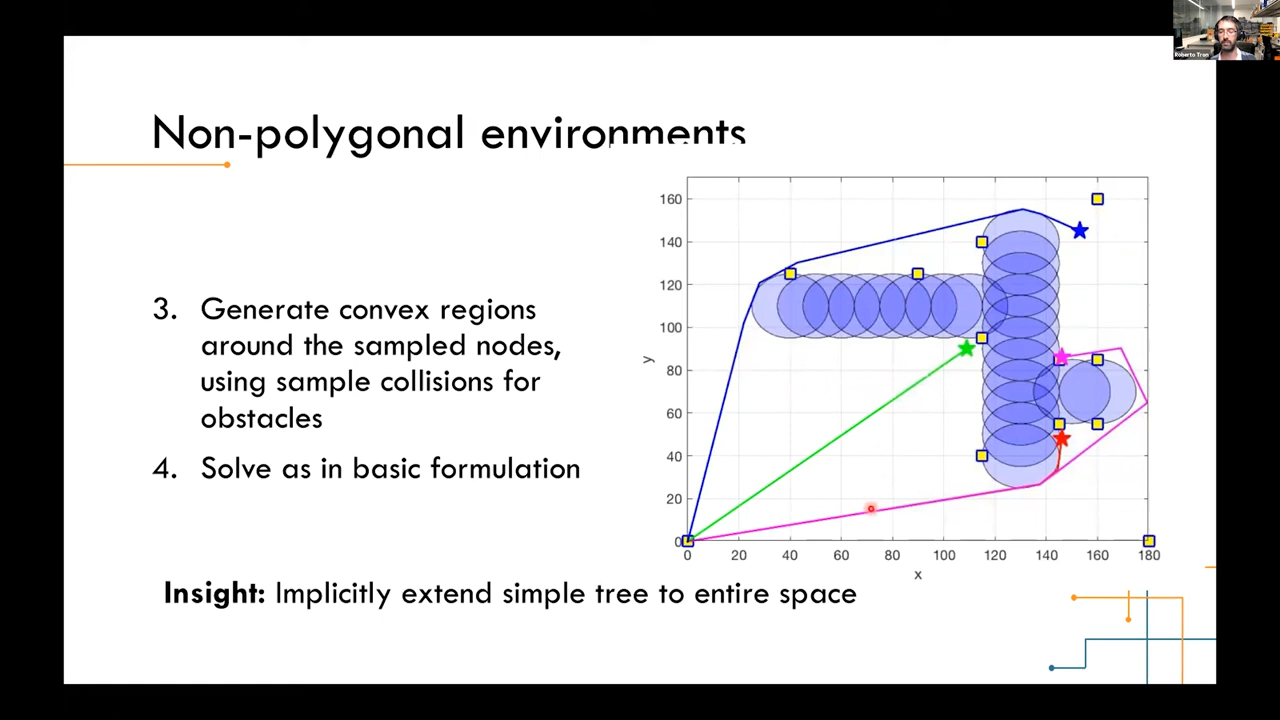 Roberto Tron
Non-polygonal environments
3. Generate convex regions
around the sampled nodes,
using sample collisions for
obstacles
4. Solve as in basic formulation
160
140
120
100
80
60
40
20
0
y
0 20 40 60 80 100 120 140 160 180
x
Insight: Implicitly extend simple tree to entire space